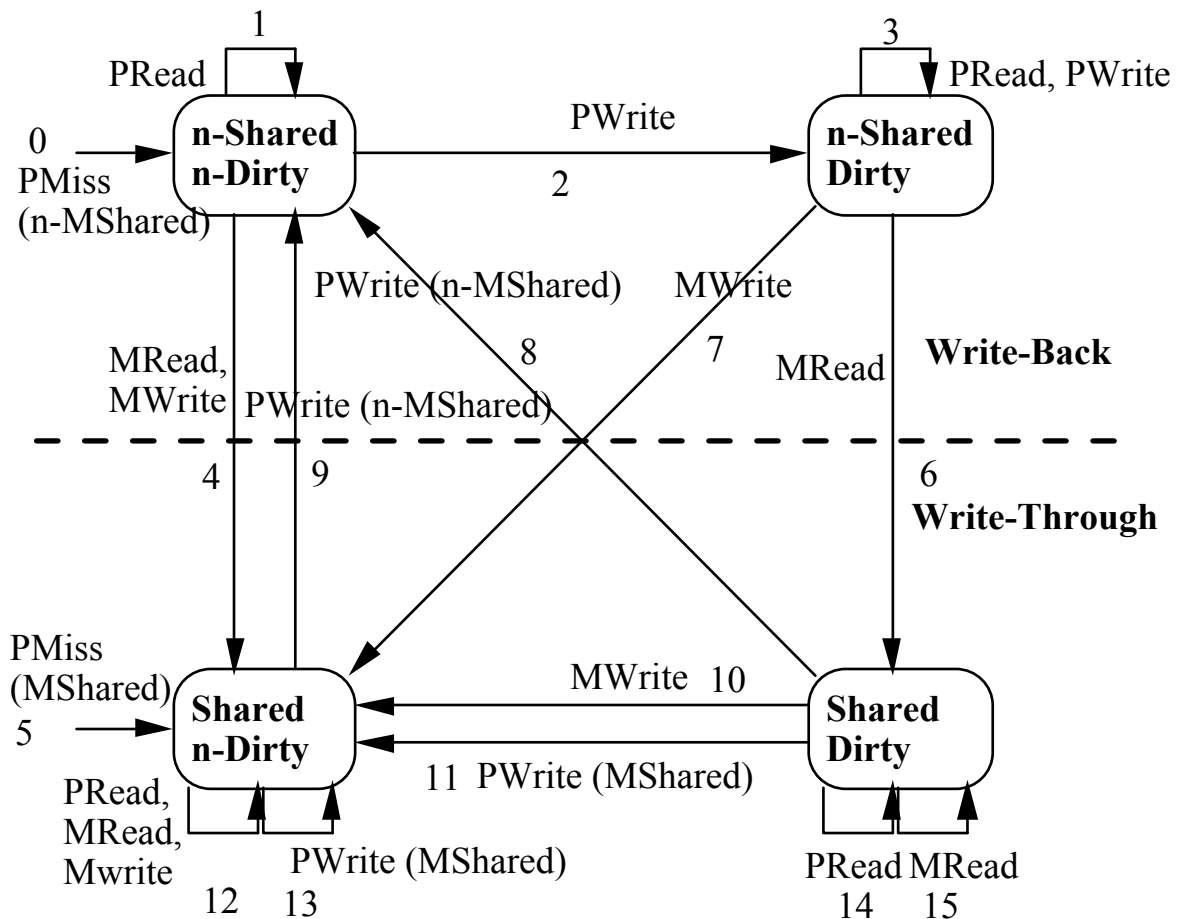 1
PRead
3
PRead, PWrite
n-Shared
n-Dirty
PWrite
n-Shared
Dirty
0
PMiss
(n-MShared)
2
PWrite (n-MShared)
MWrite
8
7
MRead,
MWrite
PWrite (n-MShared)
MRead
Write-Back
4
9
6
Write-Through
PMiss
(MShared)
5
Shared
n-Dirty
MWrite 10
11 PWrite (MShared)
Shared
Dirty
PRead,
MRead,
Mwrite
12
PWrite (MShared)
13
PRead
14
MRead
15